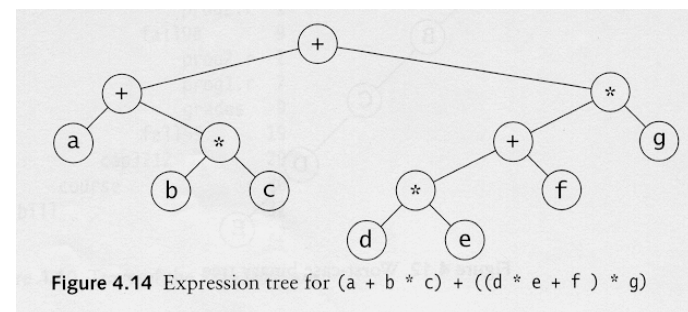 +
+ *
a * + g
b c * f
d e
Figure 4.14 Expression tree for (a + b * c) + ((d * e + f ) * g)